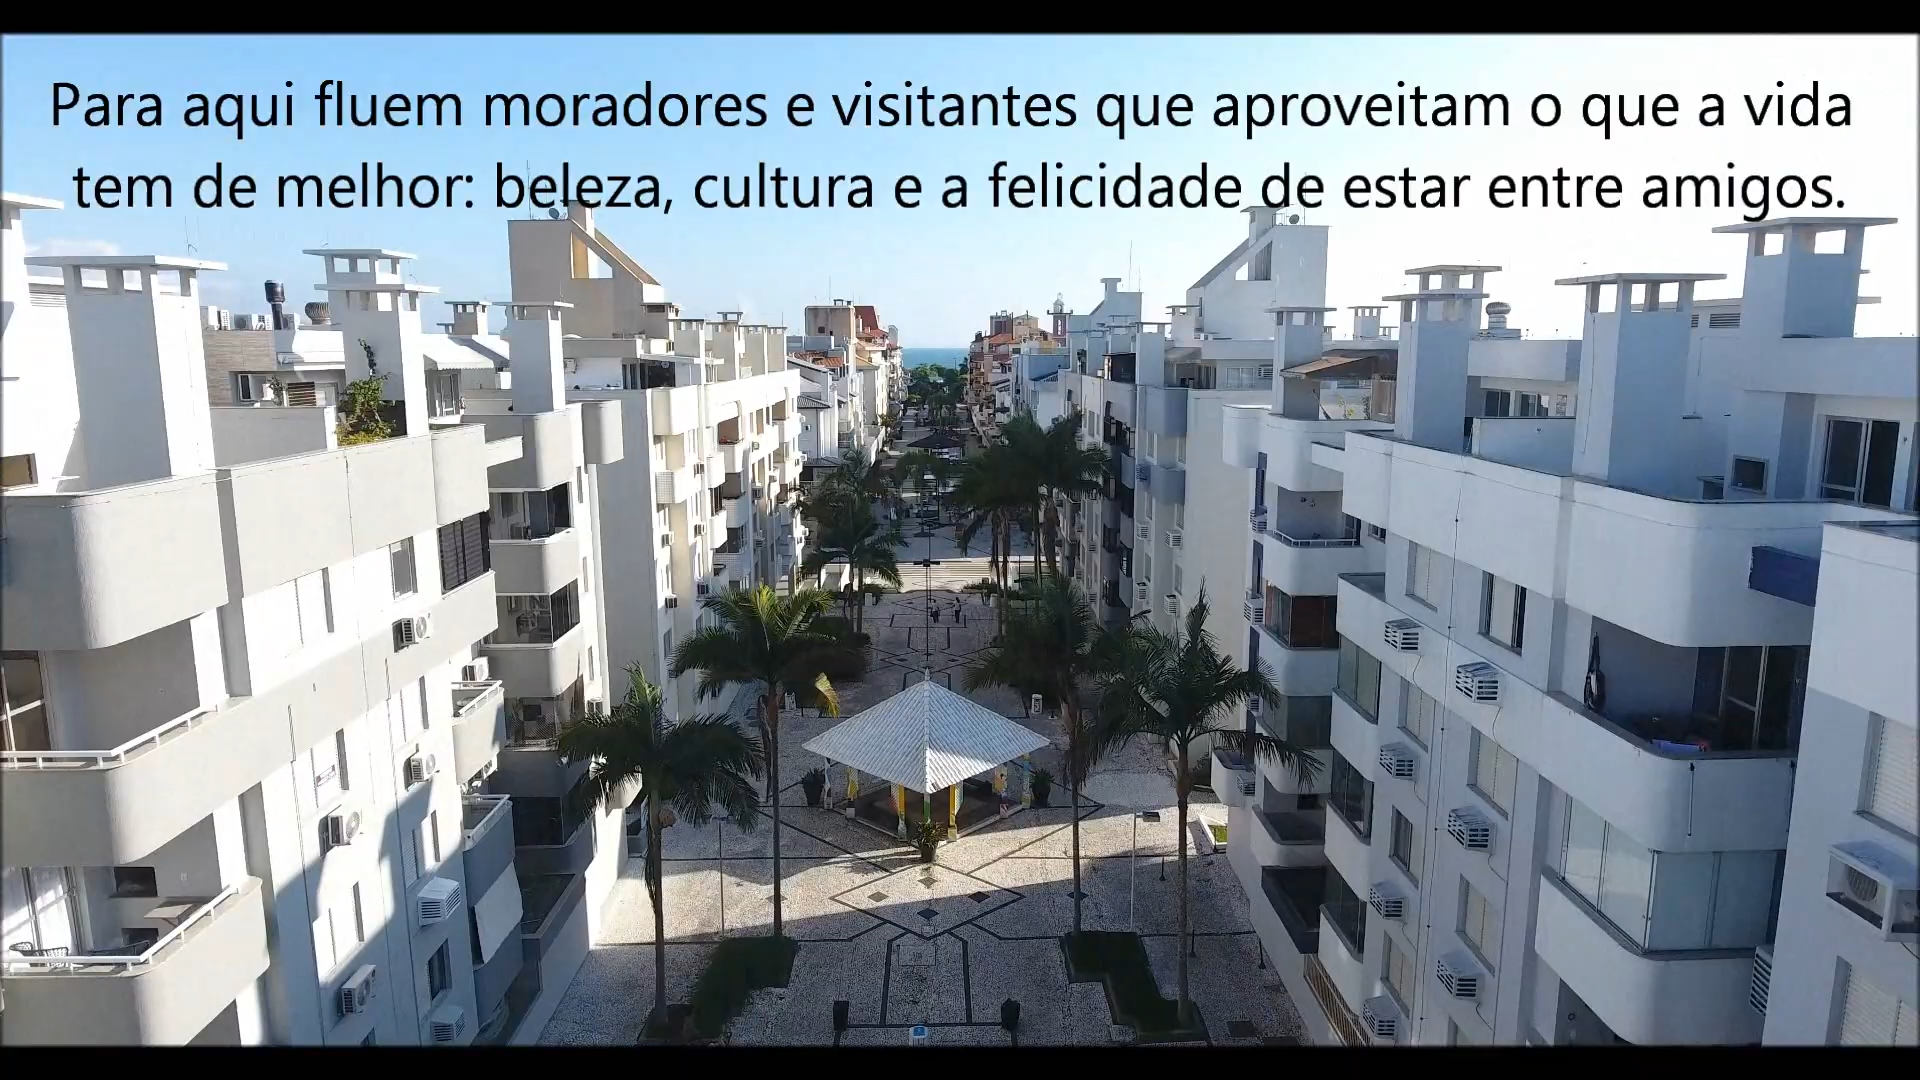 Para aqui fluem moradores e visitantes que aproveitam o que a vida
tem de melhor: beleza, cultura e a felicidade de estar entre amigos.